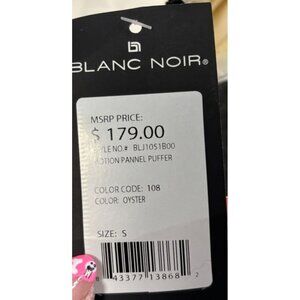 BLANC NOIR®
MSRP PRICE:
$ 179.00
STYLE NO.# BLJ1051B00
MOTION PANNEL PUFFER
COLOR CODE: 108
COLOR: OYSTER
SIZE: S
43377 13868 2